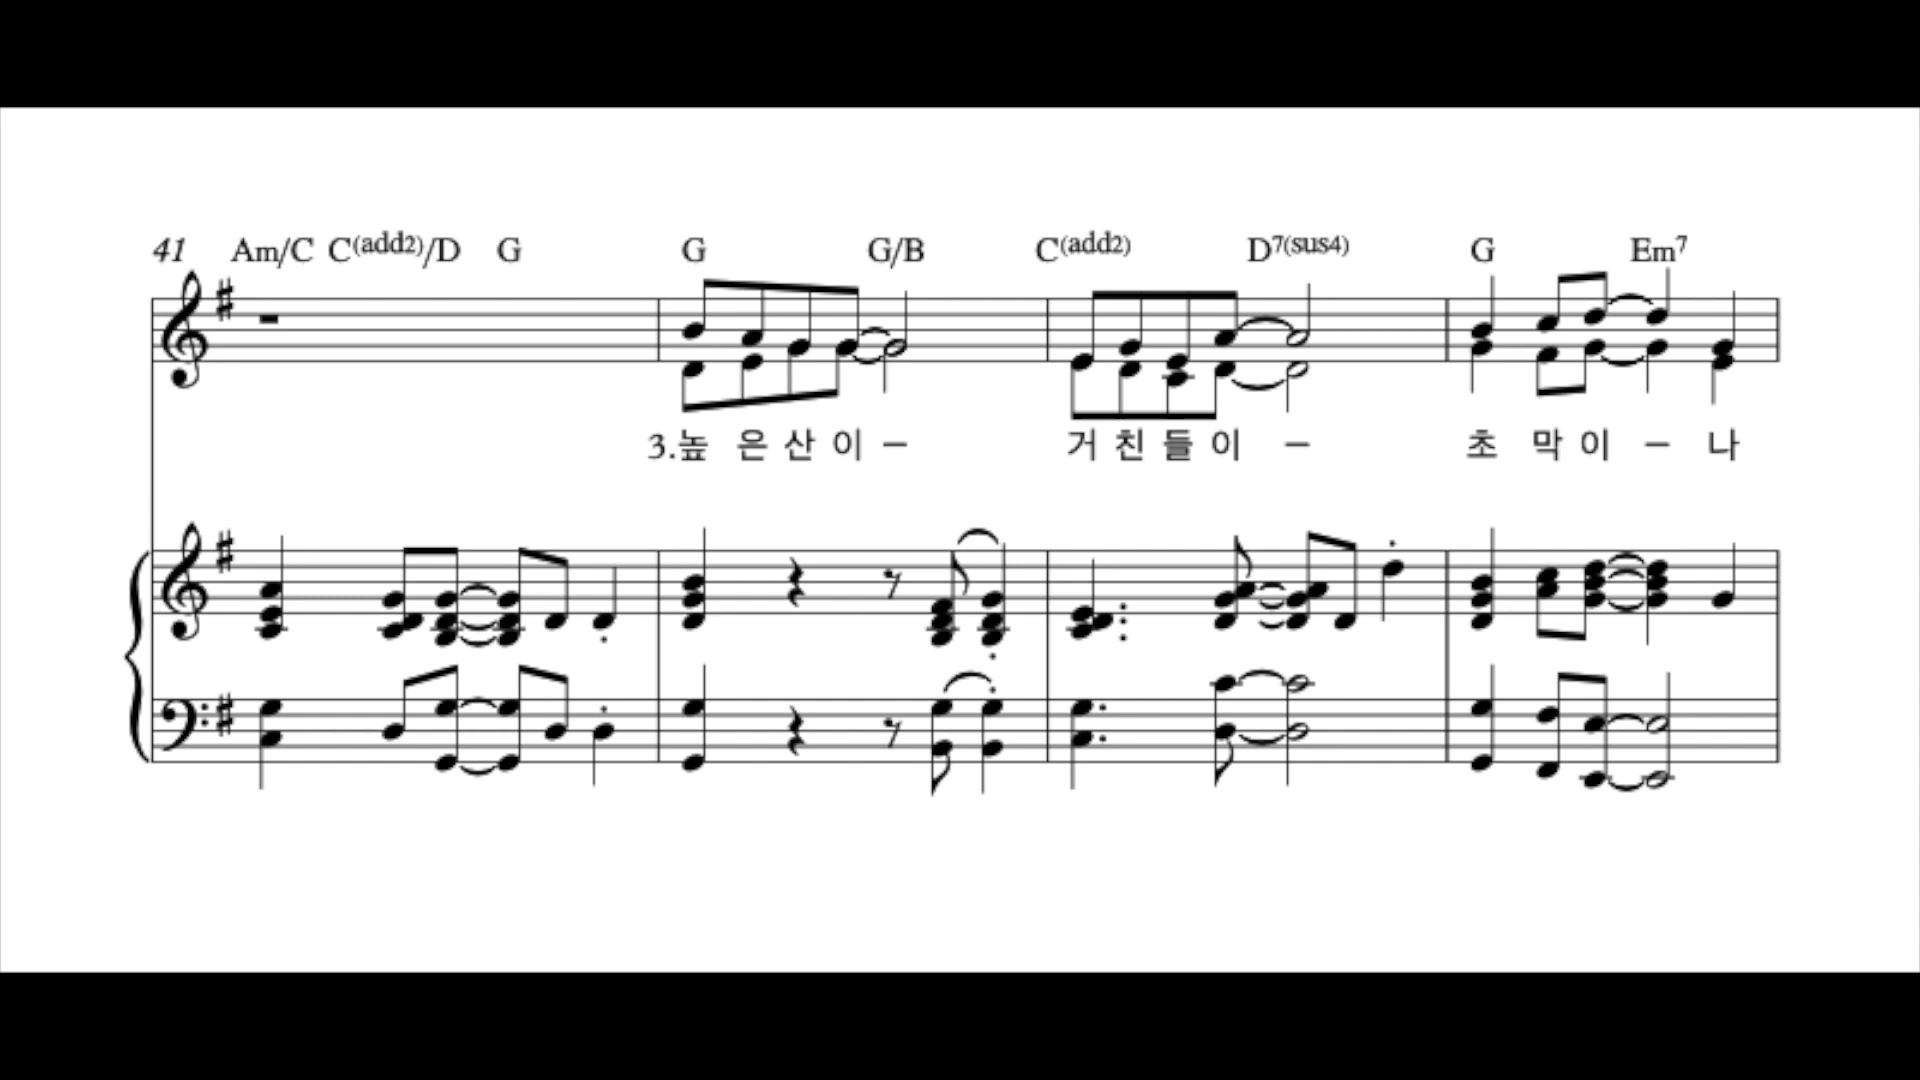 41 Am/C C(add2)/D G G G/B C(add2) D7(sus4) G Em7
3.높 은 산 이 – 거 친 들 이 – 초 막 이 – 나